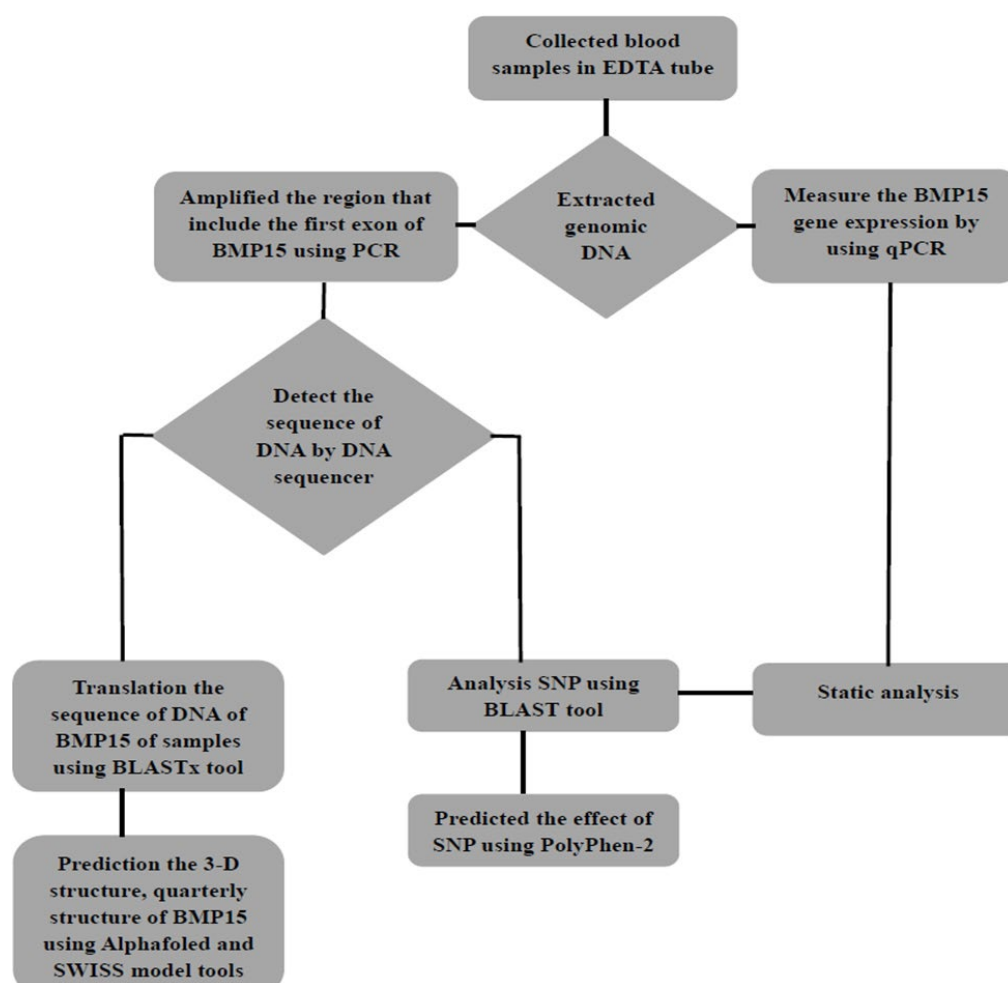 Collected blood
samples in EDTA tube
Amplified the region that
include the first exon of
BMP15 using PCR
Extracted
genomic
DNA
Measure the BMP15
gene expression by
using qPCR
Detect the
sequence of
DNA by DNA
sequencer
Translation the
sequence of DNA of
BMP15 of samples
using BLASTx tool
Analysis SNP using
BLAST tool
Static analysis
Predicted the effect of
SNP using PolyPhen-2
Prediction the 3-D
structure, quarterly
structure of BMP15
using Alphafoled and
SWISS model tools